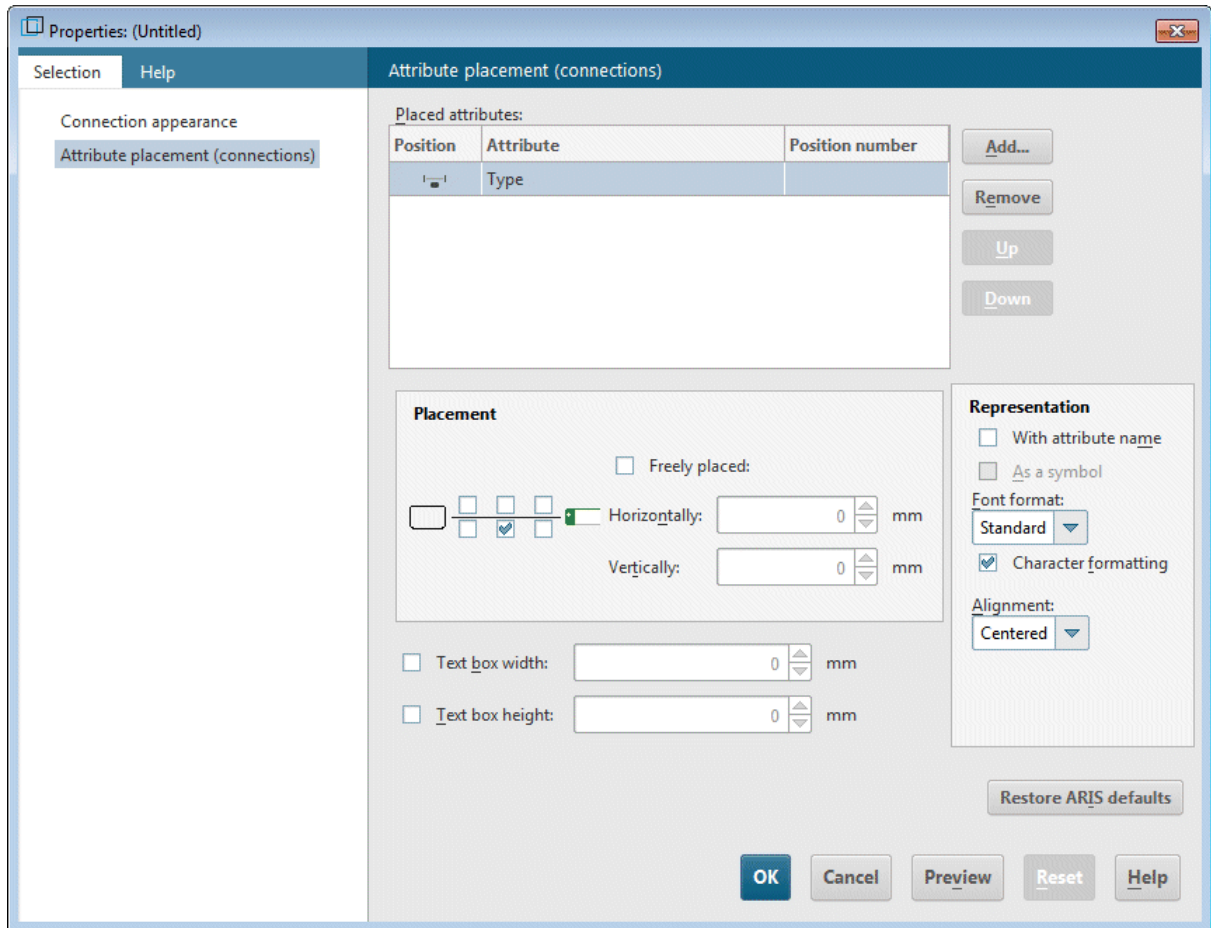 Properties: (Untitled)
Selection Help
Attribute placement (connections)
Connection appearance
Attribute placement (connections)
Placed attributes:
Position Attribute Position number
Type
Add...
Remove
Up
Down
Placement
Freely placed:
Horizontally: 0 mm
Vertically: 0 mm
Text box width: 0 mm
Text box height: 0 mm
Representation
With attribute name
As a symbol
Font format:
Standard
Character formatting
Alignment:
Centered
Restore ARIS defaults
OK Cancel Preview Reset Help